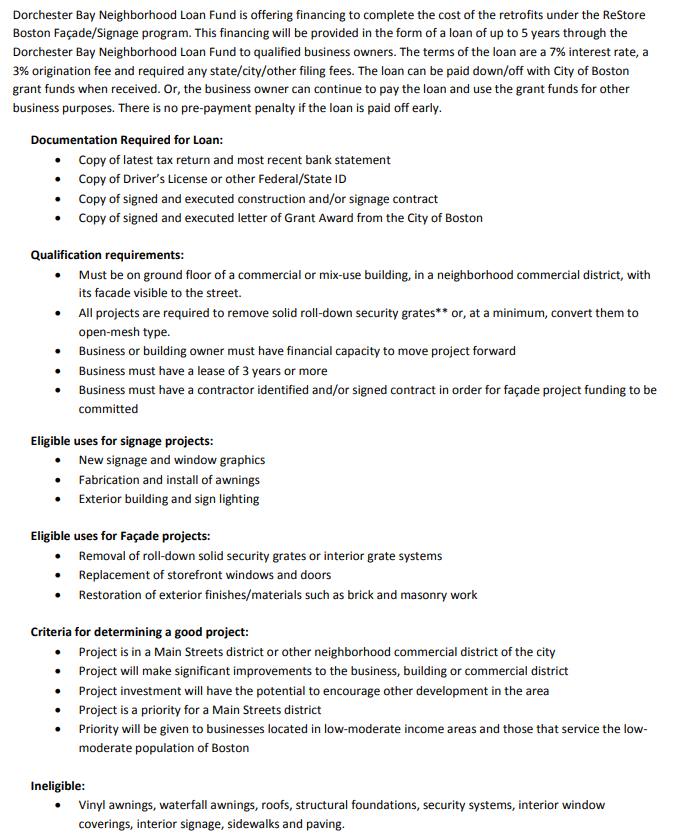 Dorchester Bay Neighborhood Loan Fund is offering financing to complete the cost of the retrofits under the ReStore
Boston Façade/Signage program. This financing will be provided in the form of a loan of up to 5 years through the
Dorchester Bay Neighborhood Loan Fund to qualified business owners. The terms of the loan are a 7% interest rate, a
3% origination fee and required any state/city/other filing fees. The loan can be paid down/off with City of Boston
grant funds when received. Or, the business owner can continue to pay the loan and use the grant funds for other
business purposes. There is no pre-payment penalty if the loan is paid off early.
Documentation Required for Loan:
• Copy of latest tax return and most recent bank statement
• Copy of Driver's License or other Federal/State ID
• Copy of signed and executed construction and/or signage contract
• Copy of signed and executed letter of Grant Award from the City of Boston
Qualification requirements:
• Must be on ground floor of a commercial or mix-use building, in a neighborhood commercial district, with
its facade visible to the street.
• All projects are required to remove solid roll-down security grates** or, at a minimum, convert them to
open-mesh type.
• Business or building owner must have financial capacity to move project forward
• Business must have a lease of 3 years or more
• Business must have a contractor identified and/or signed contract in order for façade project funding to be
committed
Eligible uses for signage projects:
• New signage and window graphics
• Fabrication and install of awnings
• Exterior building and sign lighting
Eligible uses for Façade projects:
• Removal of roll-down solid security grates or interior grate systems
• Replacement of storefront windows and doors
• Restoration of exterior finishes/materials such as brick and masonry work
Criteria for determining a good project:
• Project is in a Main Streets district or other neighborhood commercial district of the city
• Project will make significant improvements to the business, building or commercial district
• Project investment will have the potential to encourage other development in the area
• Project is a priority for a Main Streets district
• Priority will be given to businesses located in low-moderate income areas and those that service the low-
moderate population of Boston
Ineligible:
• Vinyl awnings, waterfall awnings, roofs, structural foundations, security systems, interior window
coverings, interior signage, sidewalks and paving.